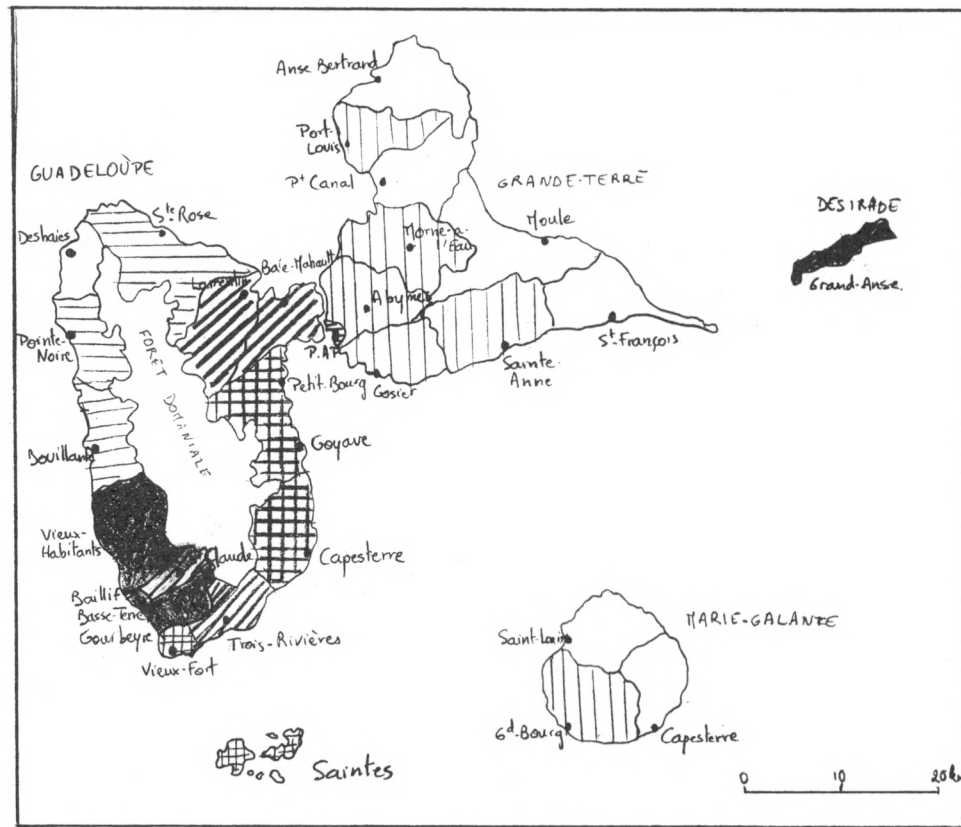 Anse Bertrand
Port-
Louis
GUADELOUPE
Pt Canal
GRANDE-TERRE
Ste Rose
Deshaies
Morne-a-
l'Eau
Moule
DESIRADE
Grand-Anse.
Baie-Mahault
Lamentin
Abymes
Pointe-
Noire
FORET DOMANIALE
P.AP
Petit-Bourg
Gosier
Sainte-
Anne
St-François
Bouillante
Goyave
Vieux-
Habitants
Claude
Capesterre
Baillif
Basse-Terre
Gourbeyre
Trois-Rivières
Vieux-Fort
MARIE-GALANTE
Saint-Louis
Gd-Bourg
Capesterre
Saintes
0 10 20 km